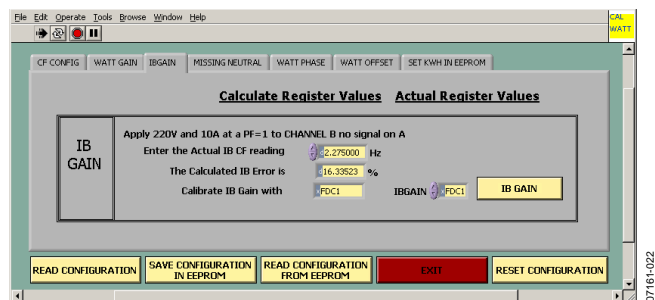 File Edit Operate Tools Browse Window Help
CAL
WATT
CF CONFIG WATT GAIN IBGAIN MISSING NEUTRAL WATT PHASE WATT OFFSET SET KWH IN EEPROM
Calculate Register Values Actual Register Values
IB
GAIN
Apply 220V and 10A at a PF=1 to CHANNEL B no signal on A
Enter the Actual IB CF reading 2.275000 Hz
The Calculated IB Error is 16.33523 %
Calibrate IB Gain with FDC1 IBGAIN FDC1 IB GAIN
READ CONFIGURATION
SAVE CONFIGURATION
IN EEPROM
READ CONFIGURATION
FROM EEPROM
EXIT
RESET CONFIGURATION
07161-022